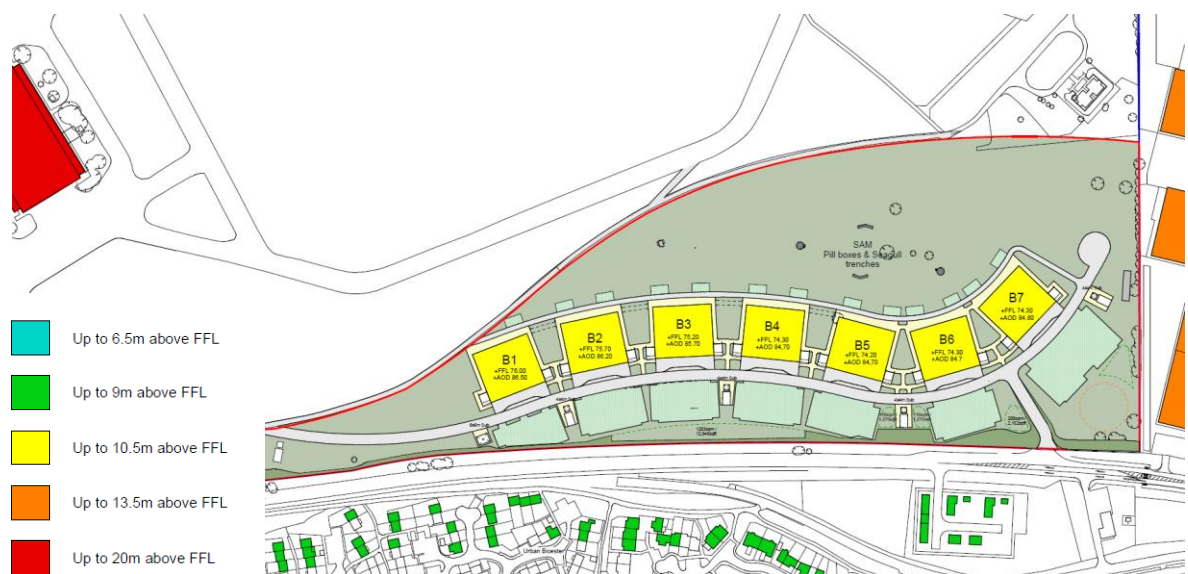 SAM
Pill boxes & Seagull
trenches
B7
+FFL 74.30
+AOD 84.80
B1
+FFL 76.00
+AOD 86.50
B2
+FFL 75.70
+AOD 86.20
B3
+FFL 75.20
+AOD 85.70
B4
+FFL 74.30
+AOD 84.70
B5
+FFL 74.20
+AOD 84.70
B6
+FFL 74.30
+AOD 84.7
Up to 6.5m above FFL
Up to 9m above FFL
Up to 10.5m above FFL
Up to 13.5m above FFL
Up to 20m above FFL
Urban Bicester